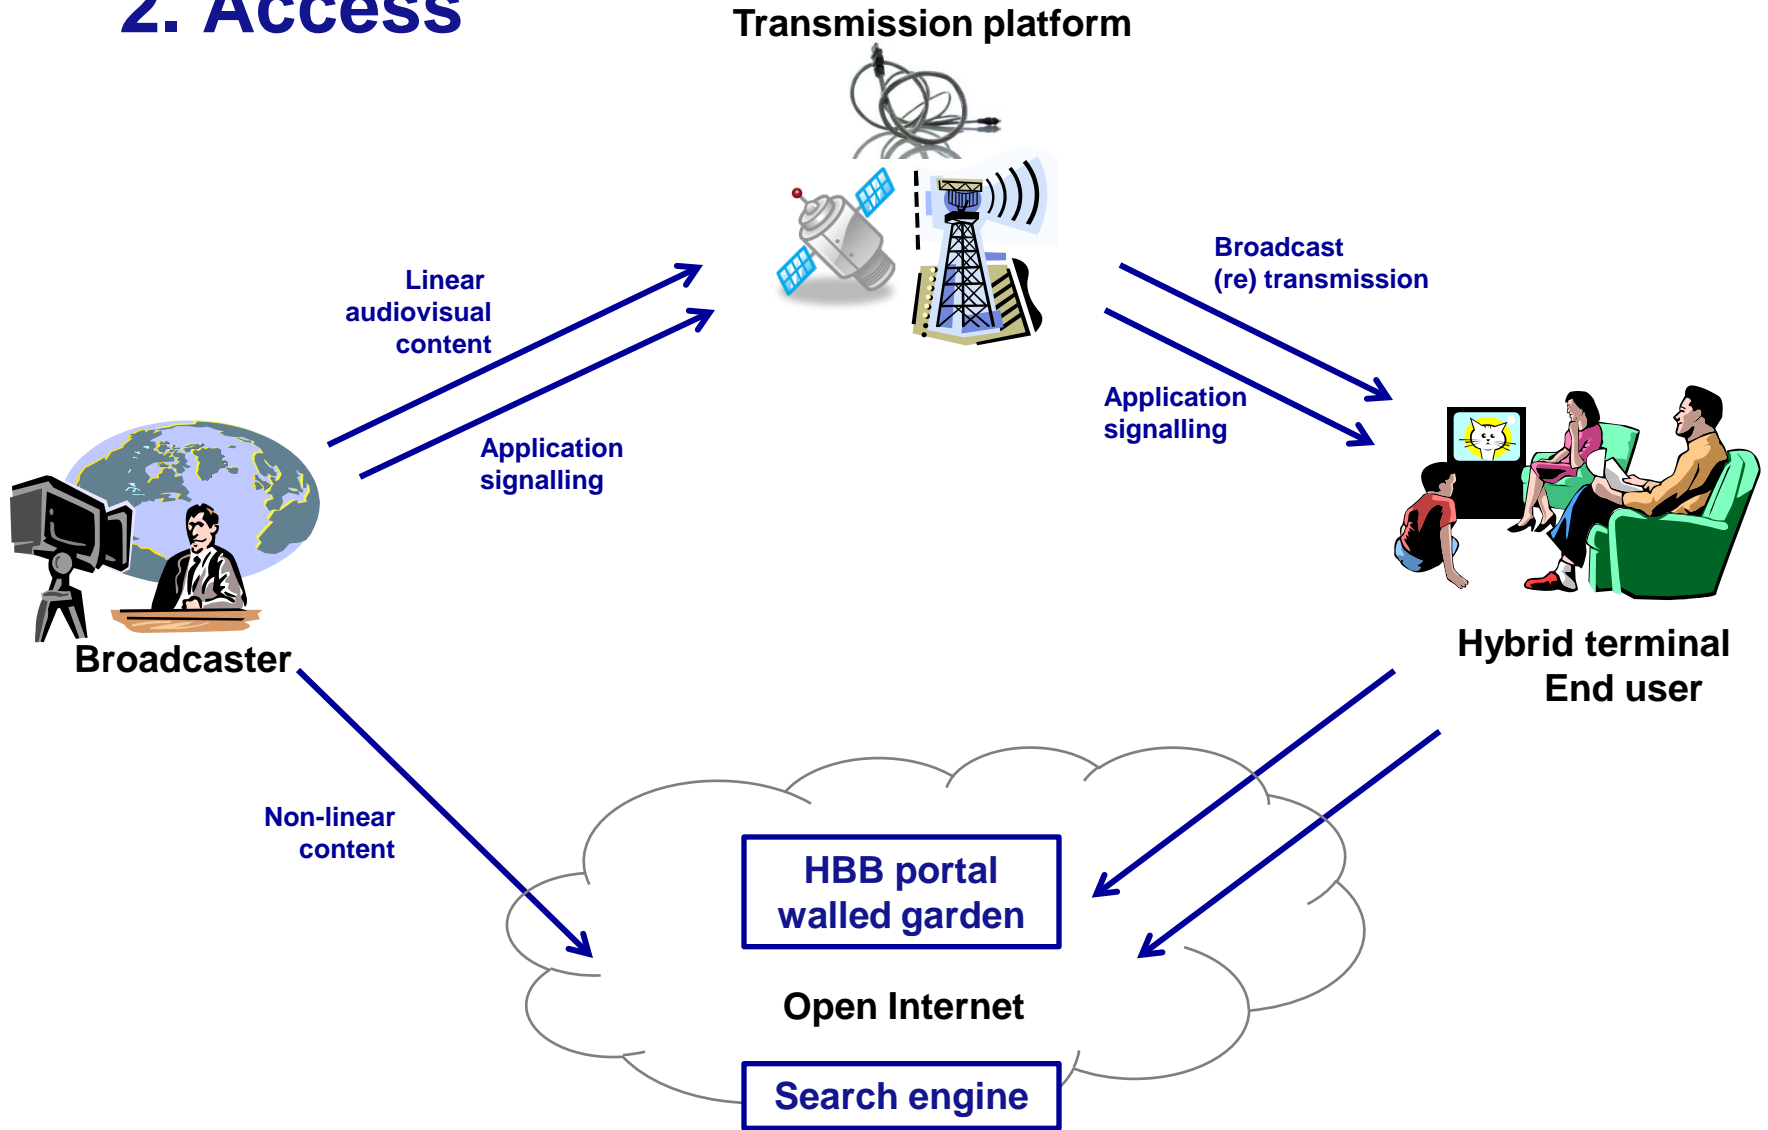 2. Access
Transmission platform
Broadcast
(re) transmission
Linear
audiovisual
content
Application
signalling
Application
signalling
Broadcaster
Hybrid terminal
End user
Non-linear
content
HBB portal
walled garden
Open Internet
Search engine